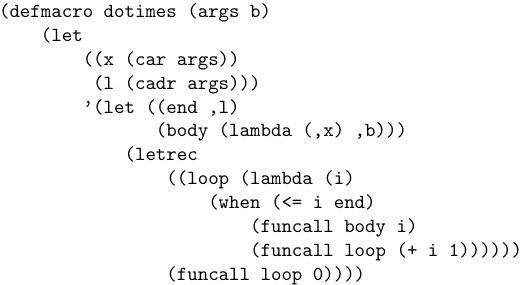 (defmacro dotimes (args b)
(let
((x (car args))
(l (cadr args)))
’(let ((end ,l)
(body (lambda (,x) ,b)))
(letrec
((loop (lambda (i)
(when (<= i end)
(funcall body i)
(funcall loop (+ i 1))))))
(funcall loop 0))))